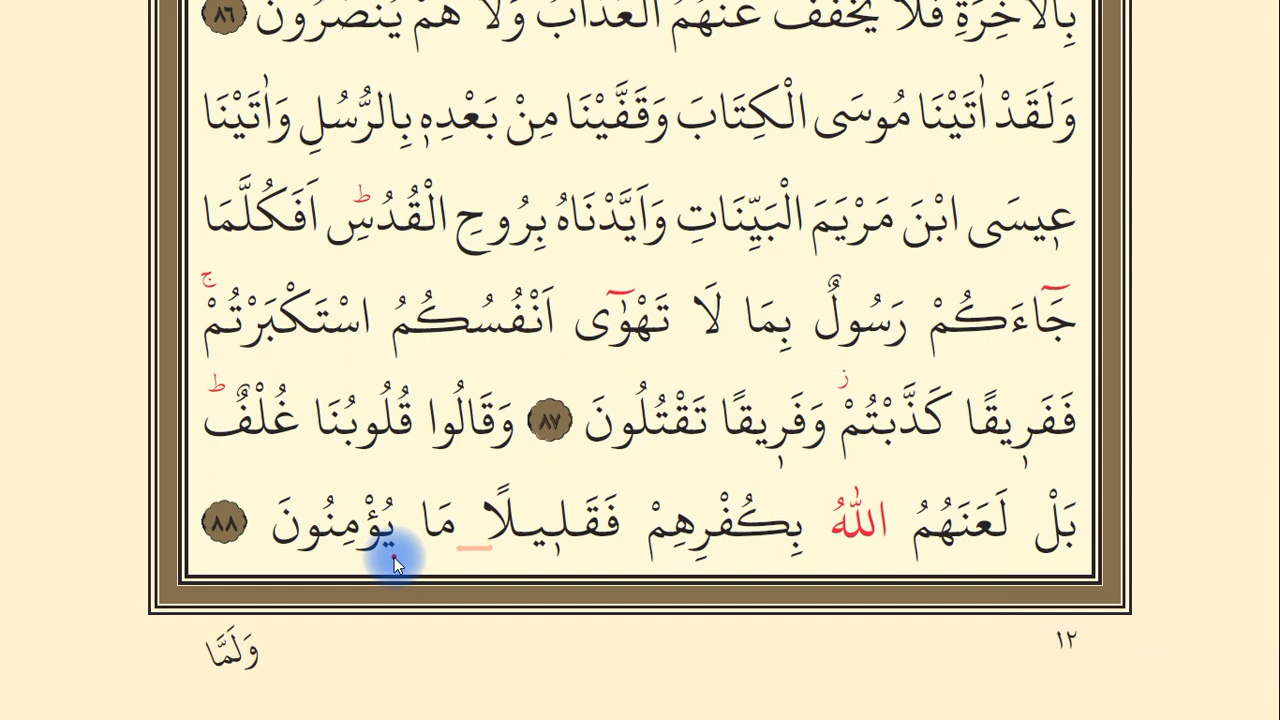 بِالْاٰخِرَةِ فَلَا يُخَفَّفُ عَنْهُمُ الْعَذَابُ وَلَا هُمْ يُنْصَرُونَ ٨٦
وَلَقَدْ اٰتَيْنَا مُوسَى الْكِتَابَ وَقَفَّيْنَا مِنْ بَعْدِهٖ بِالرُّسُلِ وَاٰتَيْنَا
عٖيسَى ابْنَ مَرْيَمَ الْبَيِّنَاتِ وَاَيَّدْنَاهُ بِرُوحِ الْقُدُسِ ط اَفَكُلَّمَا
جَٓاءَكُمْ رَسُولٌ بِمَا لَا تَهْوٰٓى اَنْفُسُكُمُ اسْتَكْبَرْتُمْ ج
فَفَرٖيقًا كَذَّبْتُمْ ز وَفَرٖيقًا تَقْتُلُونَ ٨٧ وَقَالُوا قُلُوبُنَا غُلْفٌ ط
بَلْ لَعَنَهُمُ اللّٰهُ بِكُفْرِهِمْ فَقَلٖيلًا مَا يُؤْمِنُونَ ٨٨
١٢
وَلَمَّا